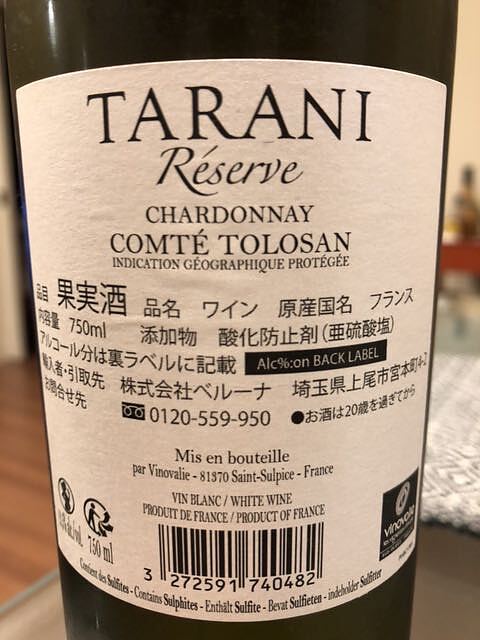 TARANI
Réserve
CHARDONNAY
COMTÉ TOLOSAN
INDICATION GÉOGRAPHIQUE PROTÉGÉE
品目 果実酒 品名 ワイン 原産国名 フランス
内容量 750ml 添加物 酸化防止剤(亜硫酸塩)
アルコール分は裏ラベルに記載 Alc%:on BACK LABEL
輸入者・引取先 株式会社ベルーナ 埼玉県上尾市宮本町4-2
お問合せ先 0120-559-950 ●お酒は20歳を過ぎてから
Mis en bouteille
par Vinovalie - 81370 Saint-Sulpice - France
VIN BLANC / WHITE WINE
PRODUIT DE FRANCE / PRODUCT OF FRANCE
750 ml
vinovalie
3 272591 740482
Contient des Sulfites - Contains Sulphites - Enthält Sulfite - Bevat Sulfieten - indeholder Sulfitter